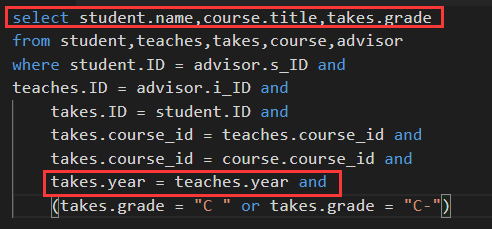 select student.name,course.title,takes.grade
from student,teaches,takes,course,advisor
where student.ID = advisor.s_ID and
teaches.ID = advisor.i_ID and
takes.ID = student.ID and
takes.course_id = teaches.course_id and
takes.course_id = course.course_id and
takes.year = teaches.year and
(takes.grade = "C " or takes.grade = "C-")